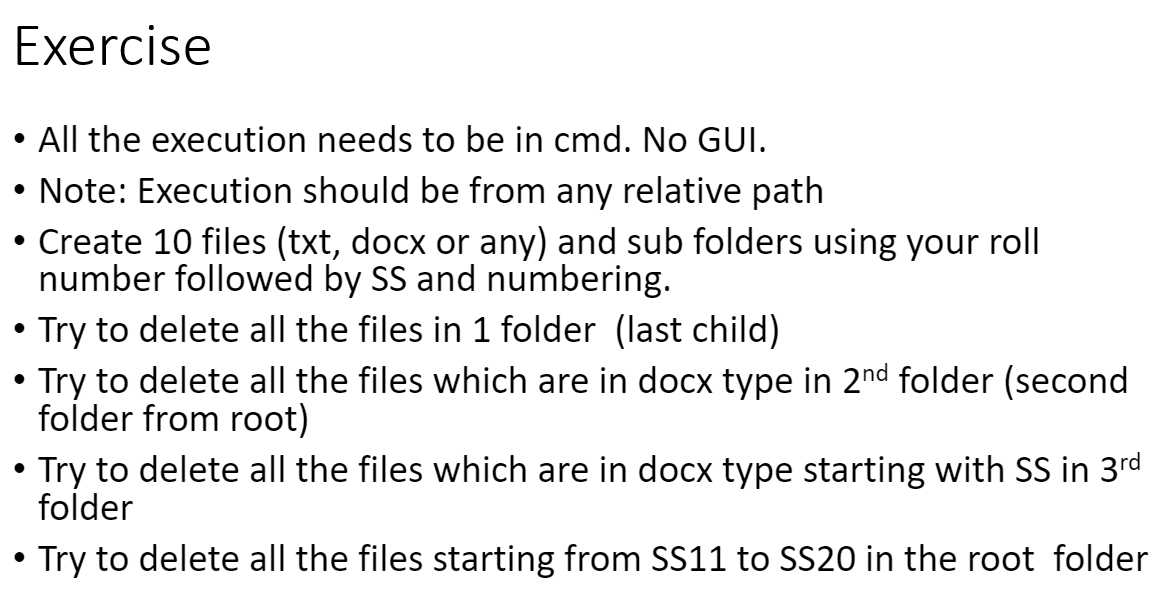 Exercise
• All the execution needs to be in cmd. No GUI.
• Note: Execution should be from any relative path
• Create 10 files (txt, docx or any) and sub folders using your roll
number followed by SS and numbering.
• Try to delete all the files in 1 folder  (last child)
• Try to delete all the files which are in docx type in 2nd folder (second
folder from root)
• Try to delete all the files which are in docx type starting with SS in 3rd
folder
• Try to delete all the files starting from SS11 to SS20 in the root  folder